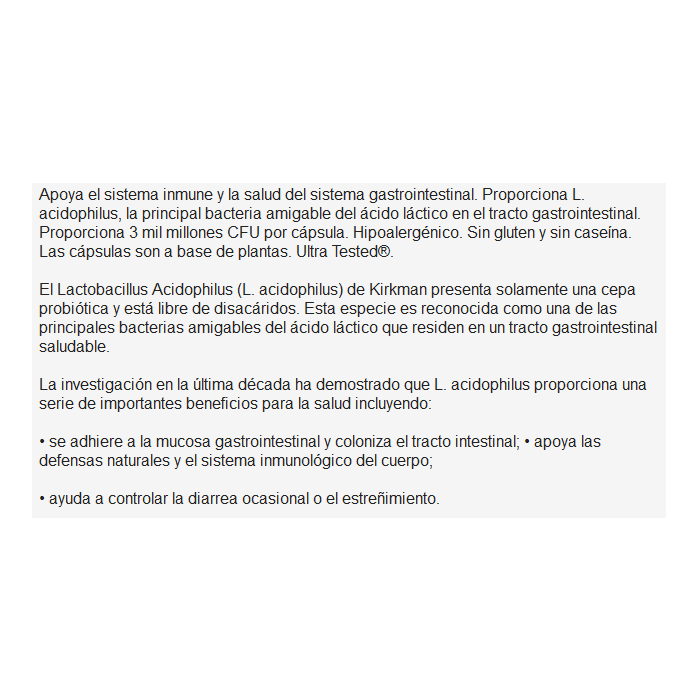 Apoya el sistema inmune y la salud del sistema gastrointestinal. Proporciona L.
acidophilus, la principal bacteria amigable del ácido láctico en el tracto gastrointestinal.
Proporciona 3 mil millones CFU por cápsula. Hipoalergénico. Sin gluten y sin caseína.
Las cápsulas son a base de plantas. Ultra Tested®.
El Lactobacillus Acidophilus (L. acidophilus) de Kirkman presenta solamente una cepa
probiótica y está libre de disacáridos. Esta especie es reconocida como una de las
principales bacterias amigables del ácido láctico que residen en un tracto gastrointestinal
saludable.
La investigación en la última década ha demostrado que L. acidophilus proporciona una
serie de importantes beneficios para la salud incluyendo:
• se adhiere a la mucosa gastrointestinal y coloniza el tracto intestinal; • apoya las
defensas naturales y el sistema inmunológico del cuerpo;
• ayuda a controlar la diarrea ocasional o el estreñimiento.